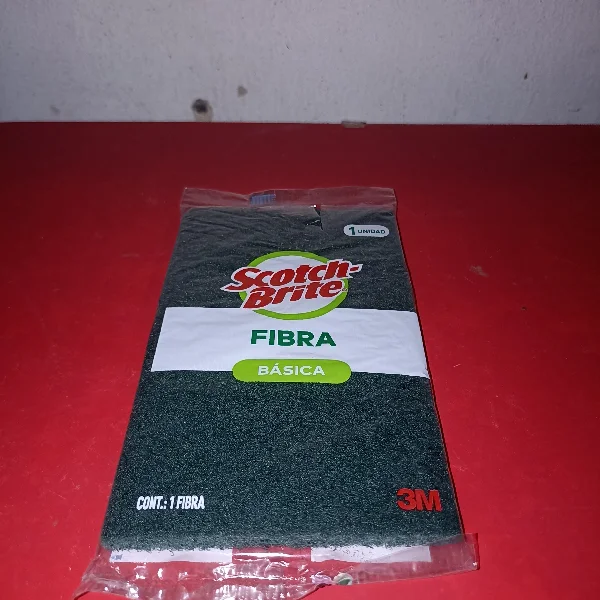 1 UNIDAD
Scotch-
Brite
FIBRA
BÁSICA
CONT.: 1 FIBRA
3M